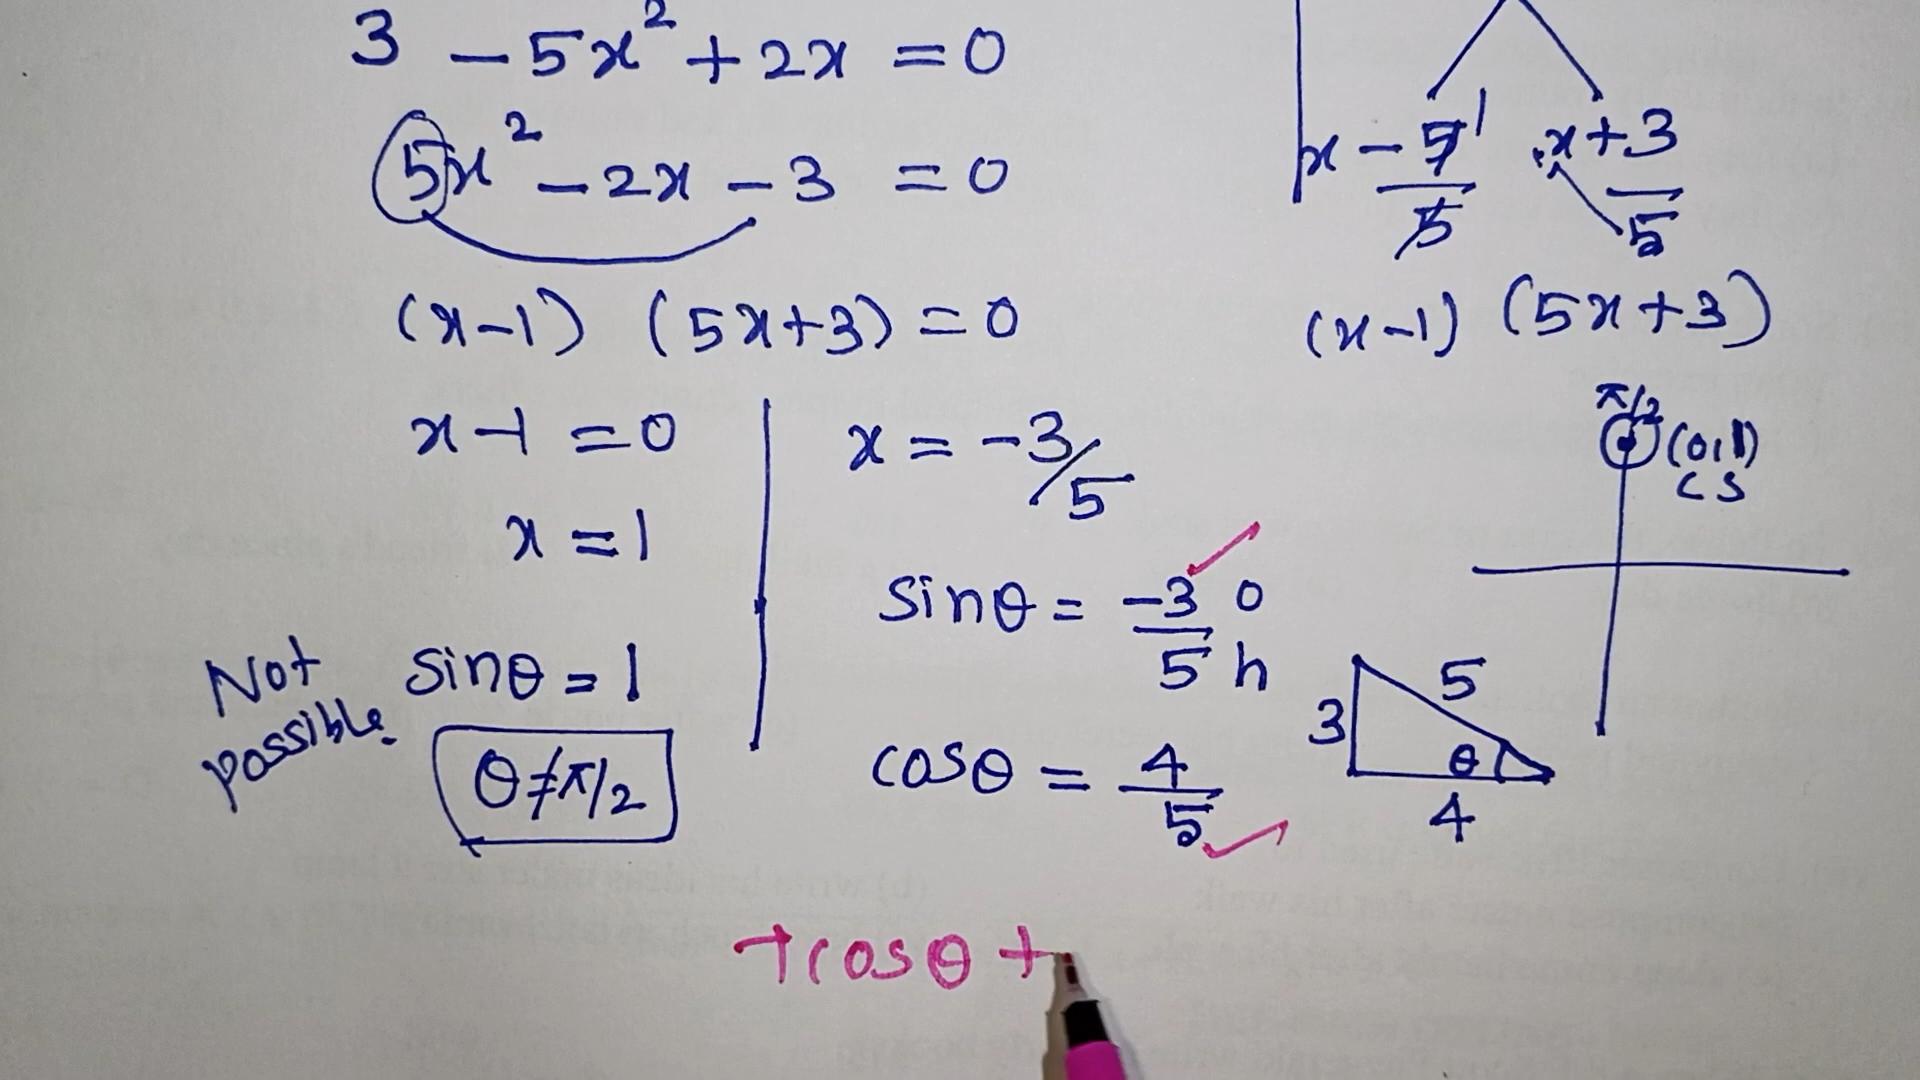 3 - 5x² + 2x = 0
5x² - 2x - 3 = 0
(x-1) (5x+3) = 0
x-1 = 0
x = 1
Not possible.
sinθ = 1
θ ≠ π/2
x = -3/5
sinθ = -3/5 o h
cosθ = 4/5
x - 5/5 1 x + 3/5
(x-1) (5x+3)
π/2
(0,1)
c s
3 5 θ 4
7cosθ +